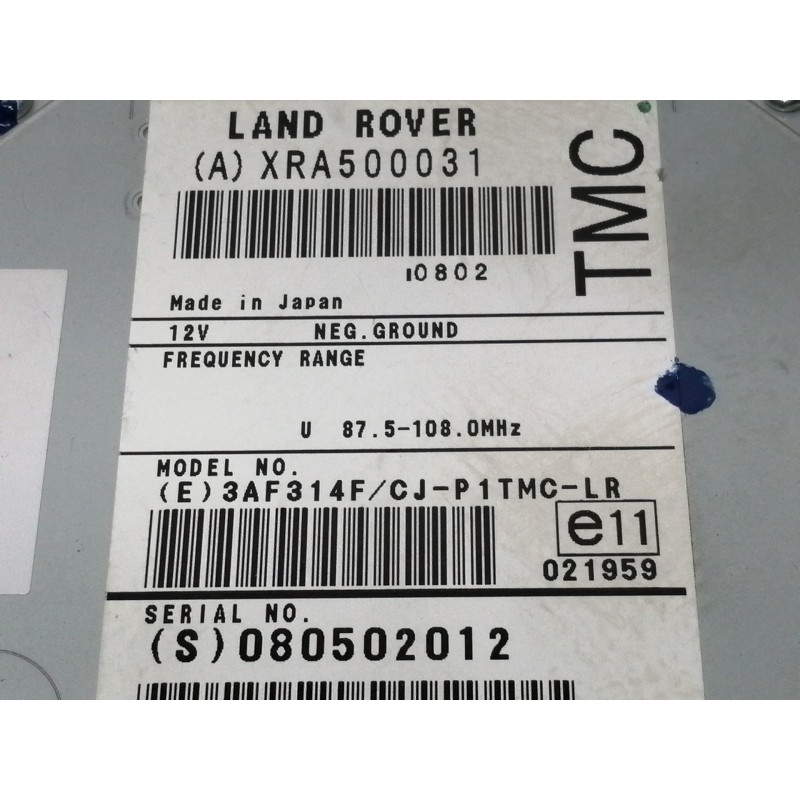 LAND ROVER
(A) XRA500031
TMC
0802
Made in Japan
12V NEG.GROUND
FREQUENCY RANGE
U 87.5-108.0MHz
MODEL NO.
(E)3AF314F/CJ-P1TMC-LR
e11
021959
SERIAL NO.
(S)080502012